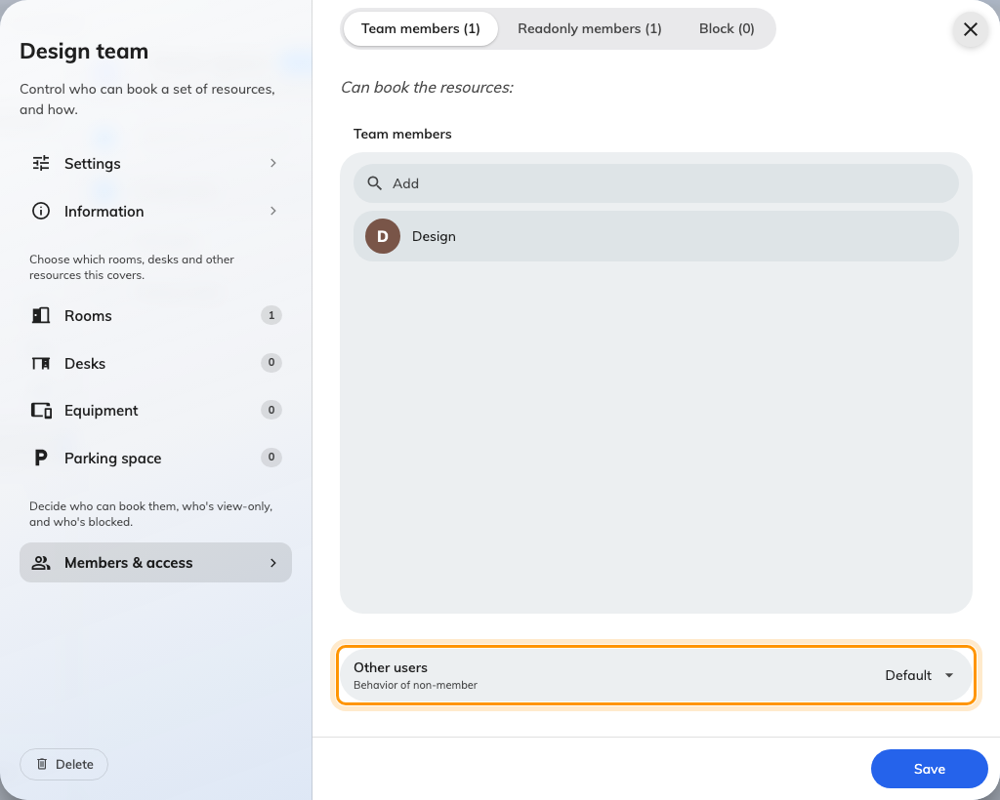 Design team
Control who can book a set of resources,
and how.
Settings
Information
Choose which rooms, desks and other
resources this covers.
Rooms 1
Desks 0
Equipment 0
Parking space 0
Decide who can book them, who's view-only,
and who's blocked.
Members & access
Delete
Team members (1) Readonly members (1) Block (0)
Can book the resources:
Team members
Add
D Design
Other users
Behavior of non-member
Default
Save